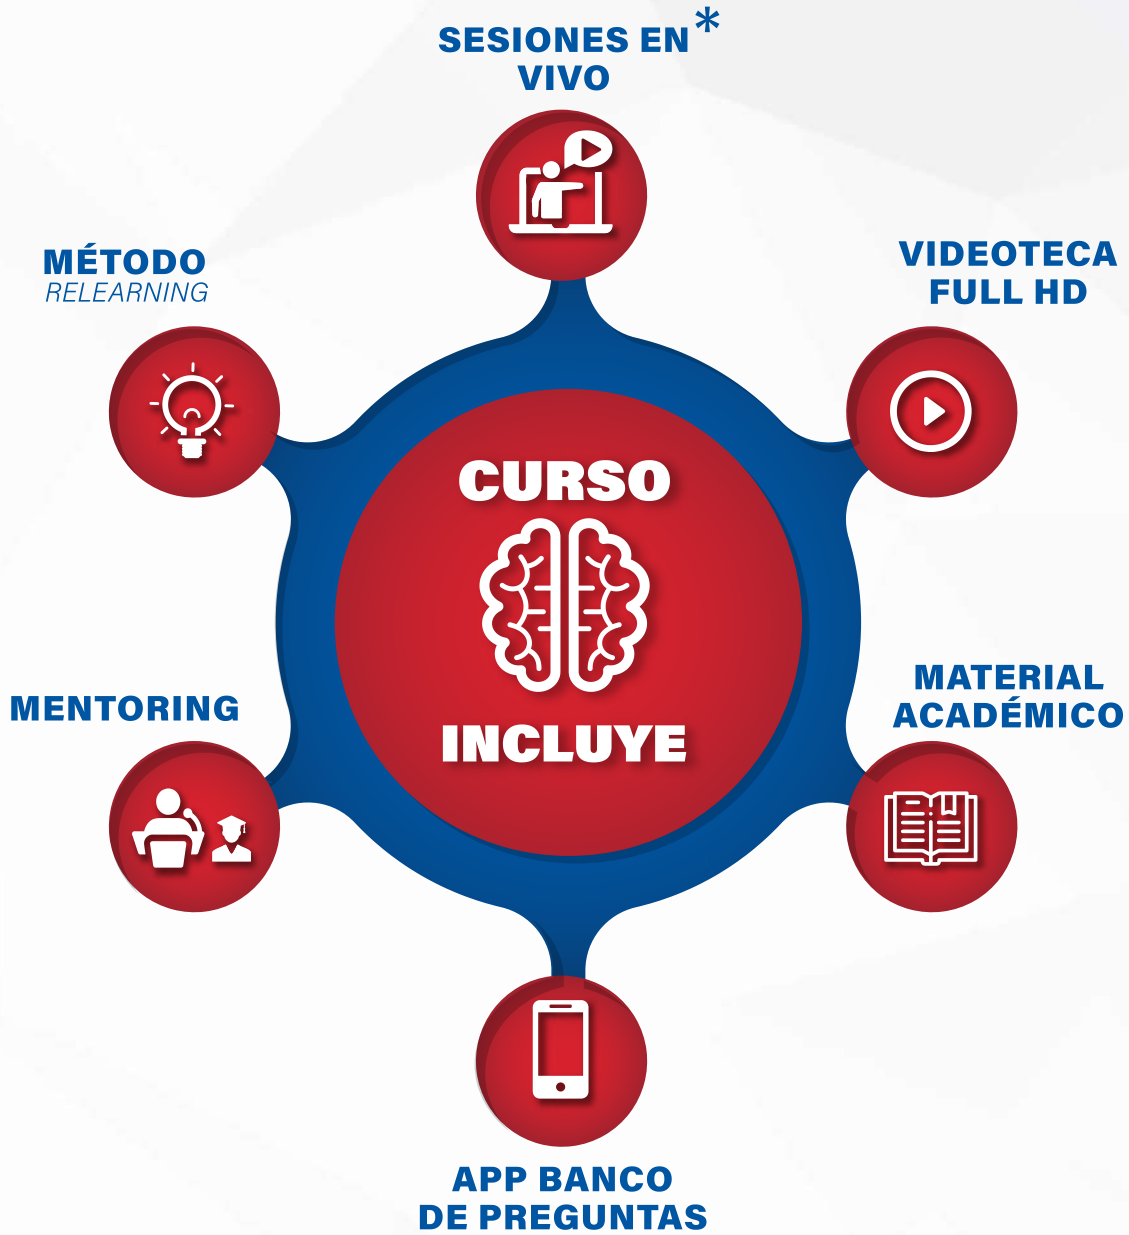 SESIONES EN*
VIVO
MÉTODO
RELEARNING
VIDEOTECA
FULL HD
CURSO
INCLUYE
MENTORING
MATERIAL
ACADÉMICO
APP BANCO
DE PREGUNTAS